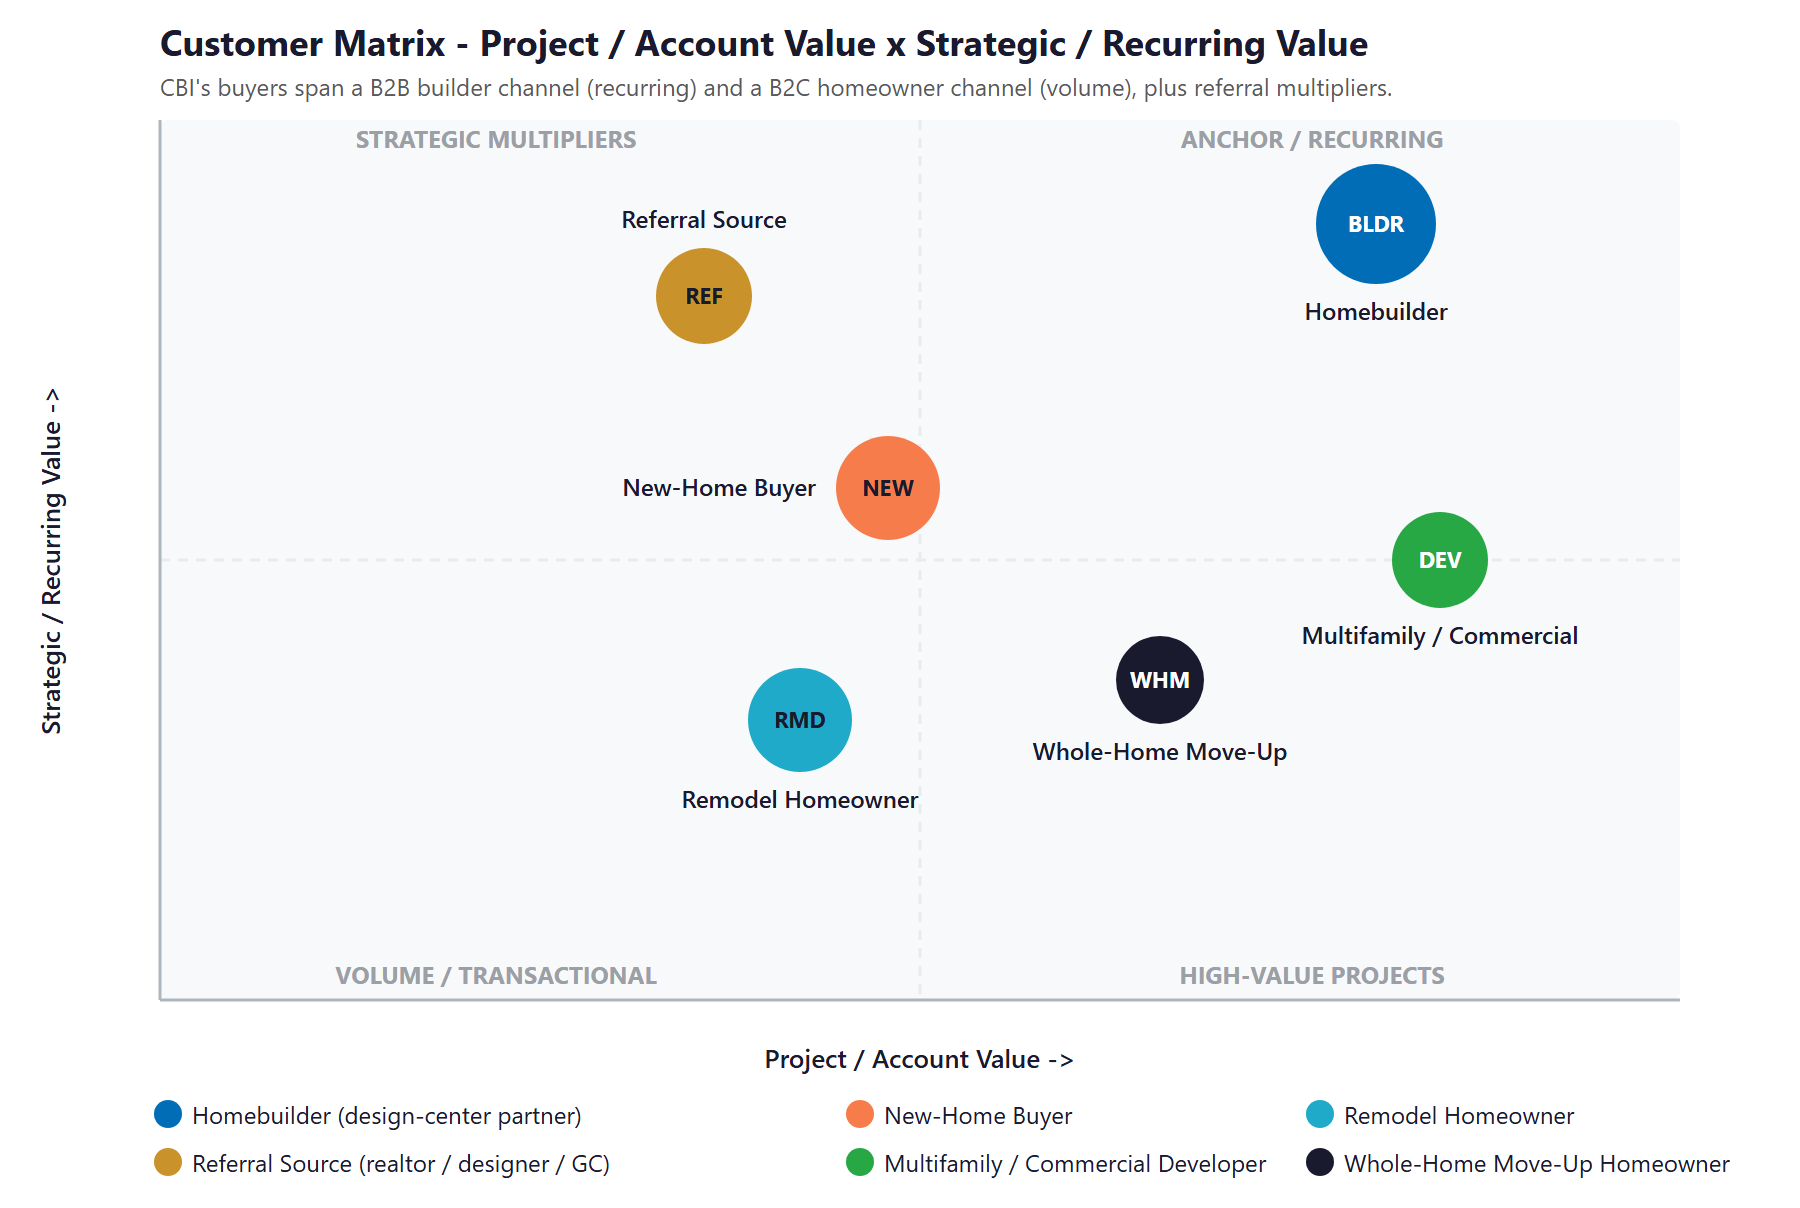 Customer Matrix - Project / Account Value x Strategic / Recurring Value
CBI's buyers span a B2B builder channel (recurring) and a B2C homeowner channel (volume), plus referral multipliers.
STRATEGIC MULTIPLIERS
ANCHOR / RECURRING
Referral Source
REF
BLDR
Homebuilder
New-Home Buyer
NEW
DEV
Multifamily / Commercial
WHM
Whole-Home Move-Up
RMD
Remodel Homeowner
VOLUME / TRANSACTIONAL
HIGH-VALUE PROJECTS
Strategic / Recurring Value ->
Project / Account Value ->
Homebuilder (design-center partner)
New-Home Buyer
Remodel Homeowner
Referral Source (realtor / designer / GC)
Multifamily / Commercial Developer
Whole-Home Move-Up Homeowner